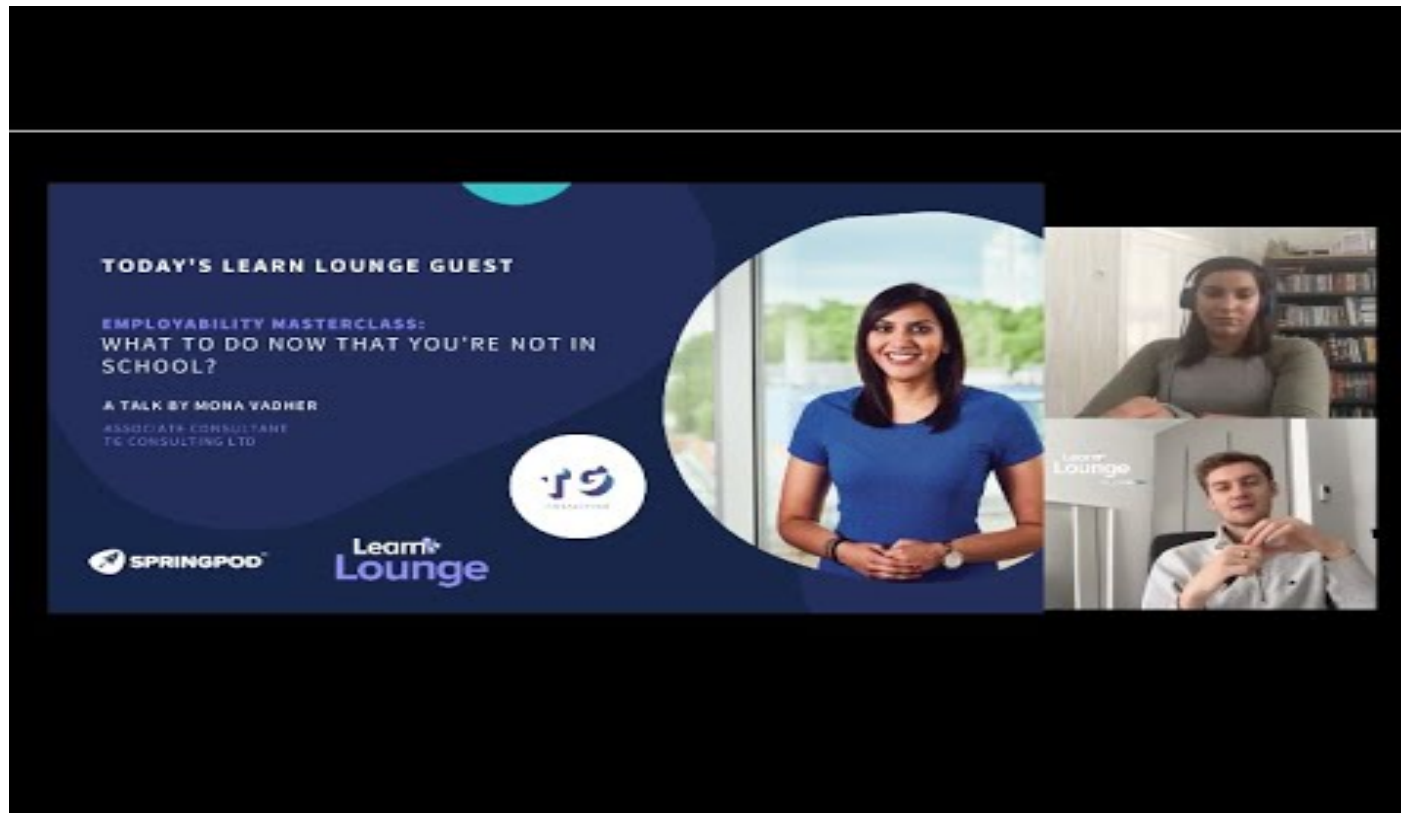 TODAY'S LEARN LOUNGE GUEST
EMPLOYABILITY MASTERCLASS:
WHAT TO DO NOW THAT YOU'RE NOT IN
SCHOOL?
A TALK BY MONA VADHER
ASSOCIATE CONSULTANT
TG CONSULTING LTD
TG
SPRINGPOD
Learn
Lounge
Learn
Lounge